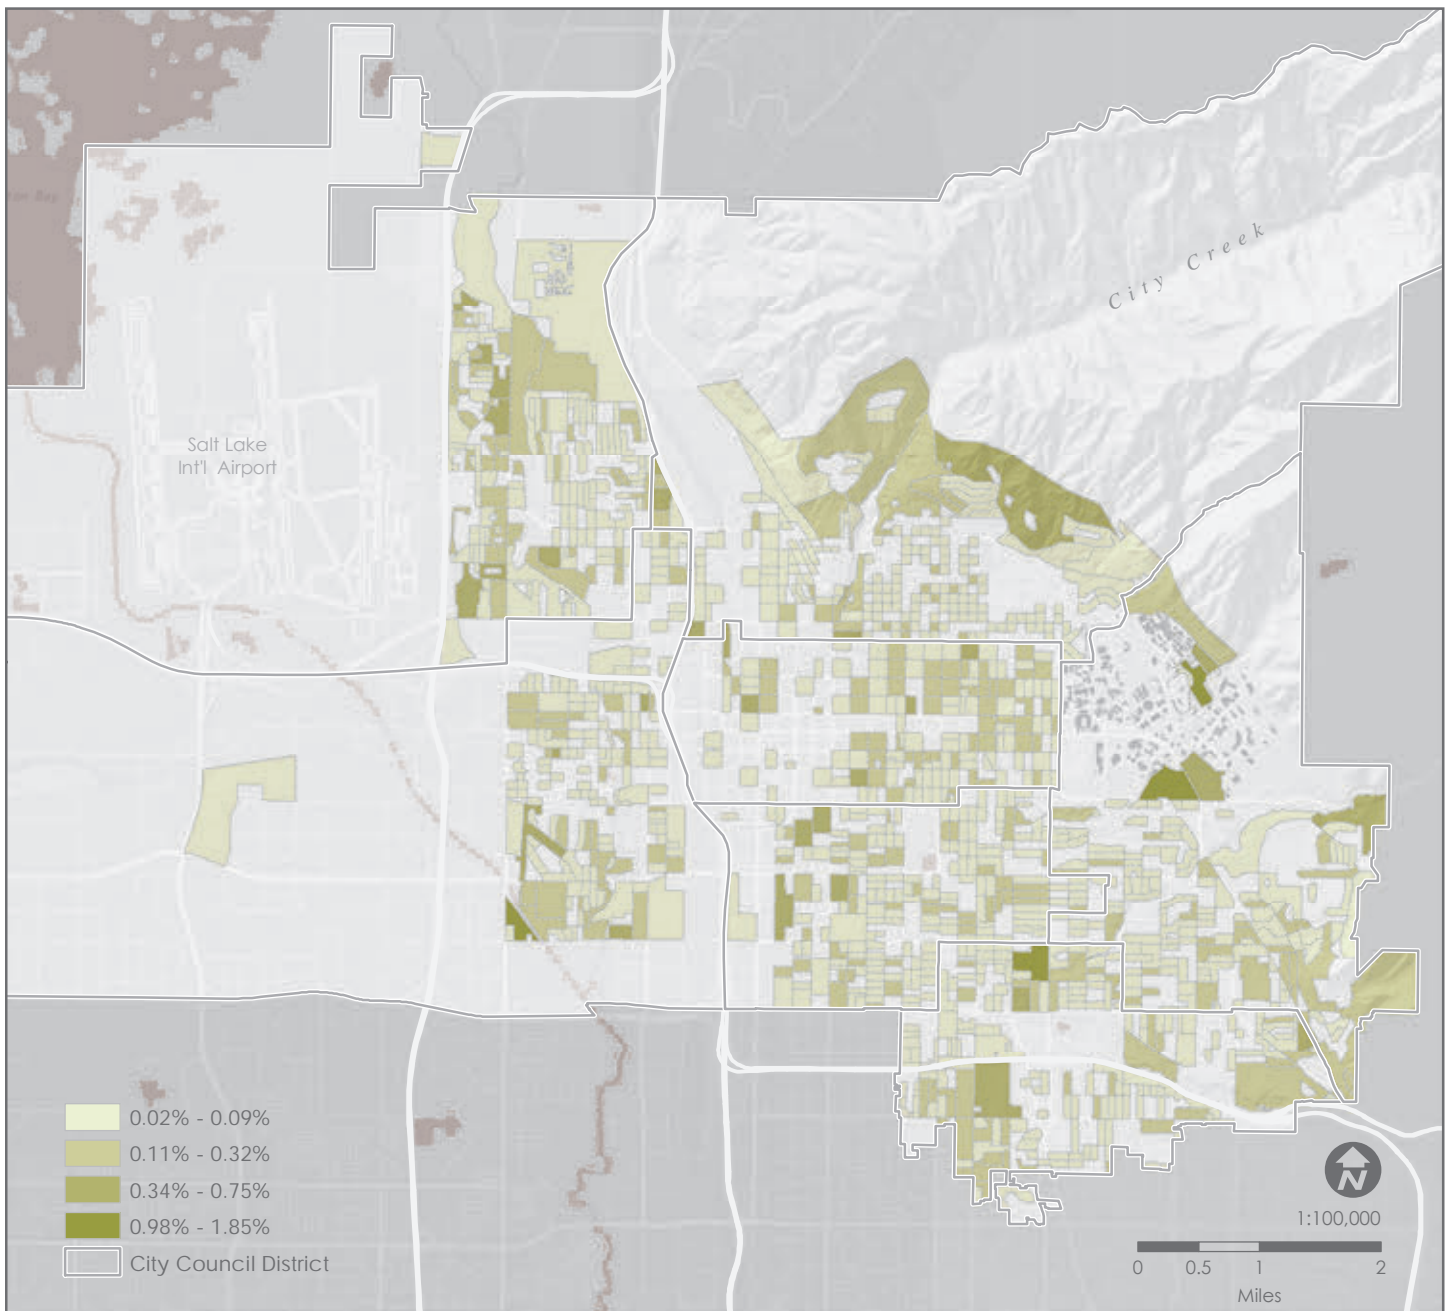 City Creek
Salt Lake
Int'l Airport
0.02% - 0.09%
0.11% - 0.32%
0.34% - 0.75%
0.98% - 1.85%
City Council District
N
1:100,000
0 0.5 1 2
Miles